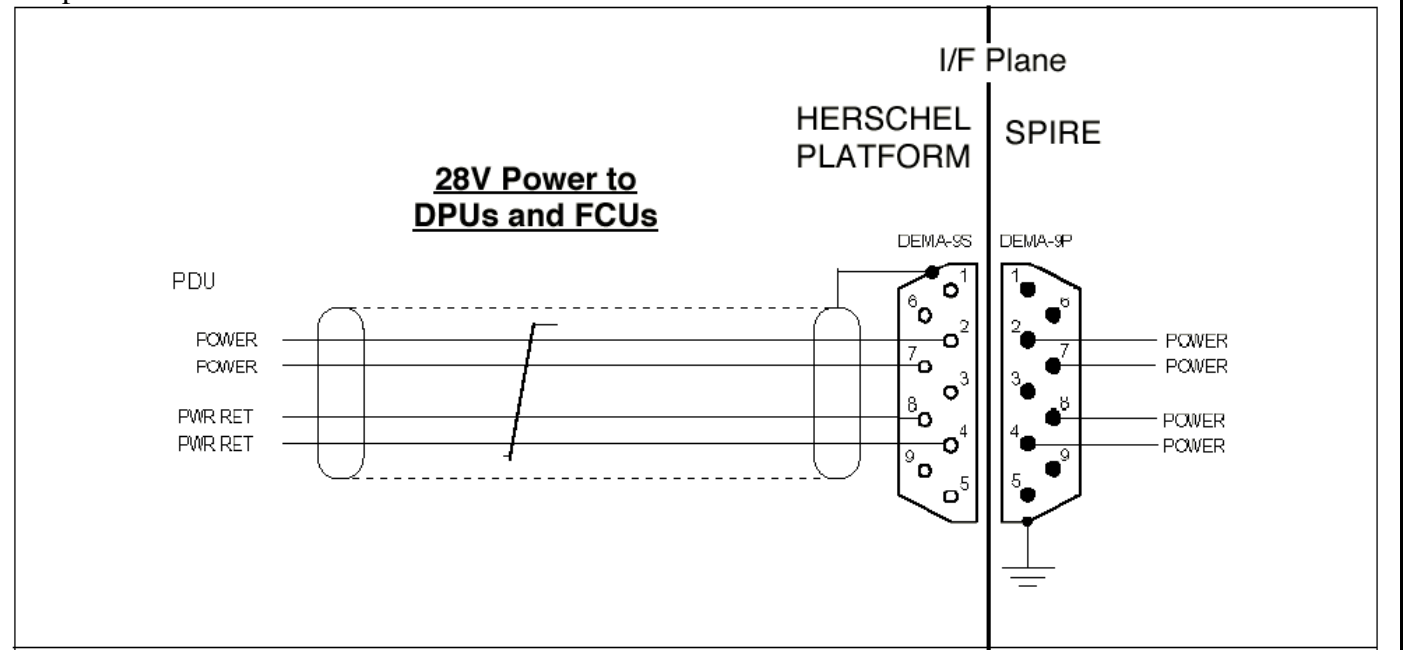 I/F Plane
HERSCHEL
PLATFORM
SPIRE
28V Power to
DPUs and FCUs
DEMA-9S
DEMA-9P
PDU
1
1
6
6
POWER
2
2
POWER
POWER
7
7
POWER
3
3
PWR RET
8
8
POWER
PWR RET
4
4
POWER
9
9
5
5